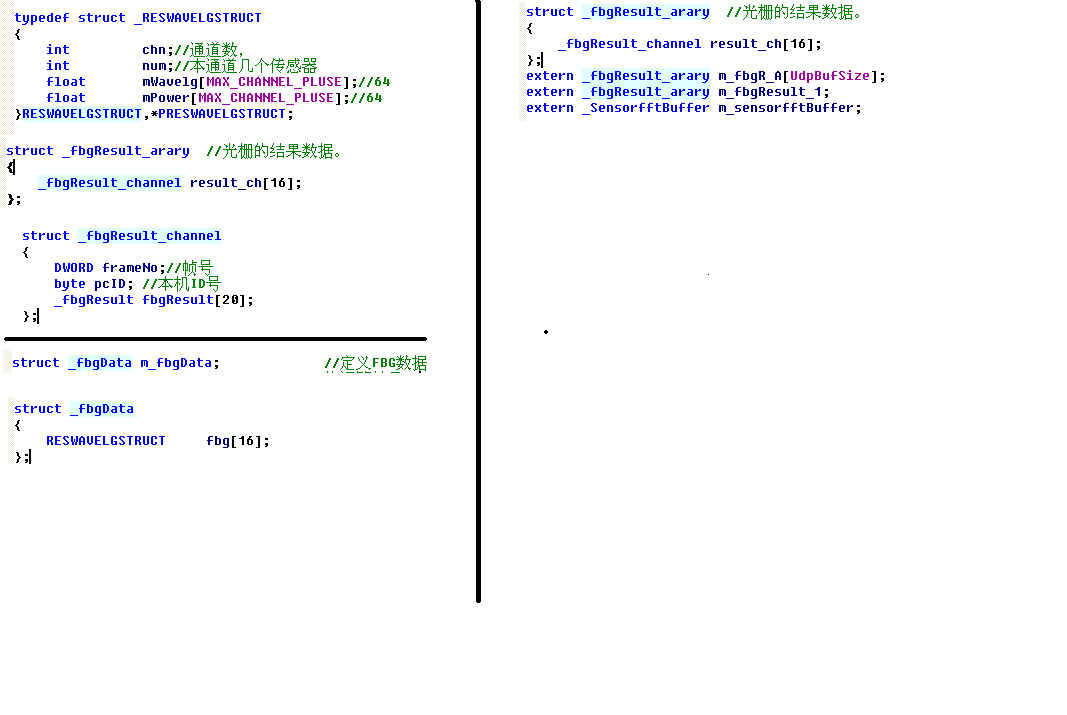 typedef struct _RESWAVELGSTRUCT
{
int chn;//通道数,
int num;//本通道几个传感器
float mWavelg[MAX_CHANNEL_PLUSE];//64
float mPower[MAX_CHANNEL_PLUSE];//64
}RESWAVELGSTRUCT,*PRESWAVELGSTRUCT;
struct _fbgResult_arary //光栅的结果数据。
{
_fbgResult_channel result_ch[16];
};
struct _fbgResult_channel
{
DWORD frameNo;//帧号
byte pcID; //本机ID号
_fbgResult fbgResult[20];
};
struct _fbgData m_fbgData; //定义FBG数据
struct _fbgData
{
RESWAVELGSTRUCT fbg[16];
};
struct _fbgResult_arary //光栅的结果数据。
{
_fbgResult_channel result_ch[16];
};
extern _fbgResult_arary m_fbgR_A[UdpBufSize];
extern _fbgResult_arary m_fbgResult_1;
extern _SensorfftBuffer m_sensorfftBuffer;